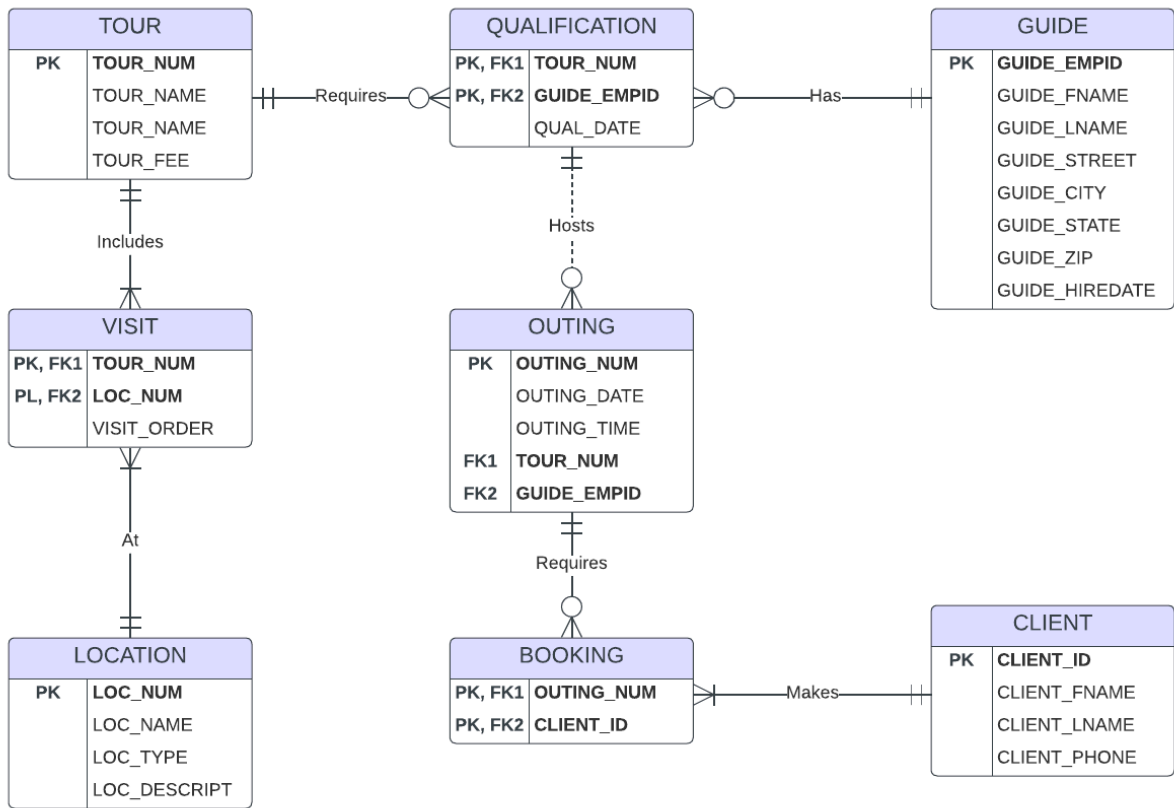 TOUR
PK TOUR_NUM
TOUR_NAME
TOUR_NAME
TOUR_FEE
Requires
QUALIFICATION
PK, FK1 TOUR_NUM
PK, FK2 GUIDE_EMPID
QUAL_DATE
Has
GUIDE
PK GUIDE_EMPID
GUIDE_FNAME
GUIDE_LNAME
GUIDE_STREET
GUIDE_CITY
GUIDE_STATE
GUIDE_ZIP
GUIDE_HIREDATE
Includes
Hosts
VISIT
PK, FK1 TOUR_NUM
PL, FK2 LOC_NUM
VISIT_ORDER
OUTING
PK OUTING_NUM
OUTING_DATE
OUTING_TIME
FK1 TOUR_NUM
FK2 GUIDE_EMPID
At
Requires
LOCATION
PK LOC_NUM
LOC_NAME
LOC_TYPE
LOC_DESCRIPT
BOOKING
PK, FK1 OUTING_NUM
PK, FK2 CLIENT_ID
Makes
CLIENT
PK CLIENT_ID
CLIENT_FNAME
CLIENT_LNAME
CLIENT_PHONE